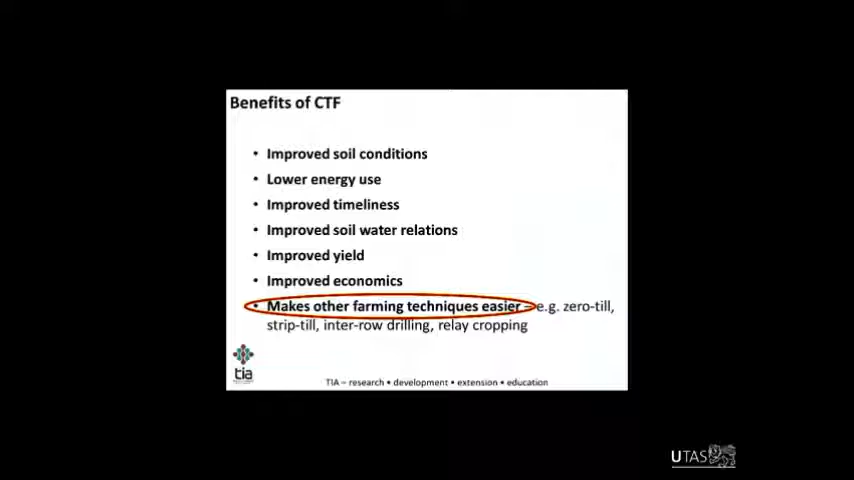 Benefits of CTF
• Improved soil conditions
• Lower energy use
• Improved timeliness
• Improved soil water relations
• Improved yield
• Improved economics
• Makes other farming techniques easier – e.g. zero-till,
strip-till, inter-row drilling, relay cropping
tia
TIA – research • development • extension • education
UTAS